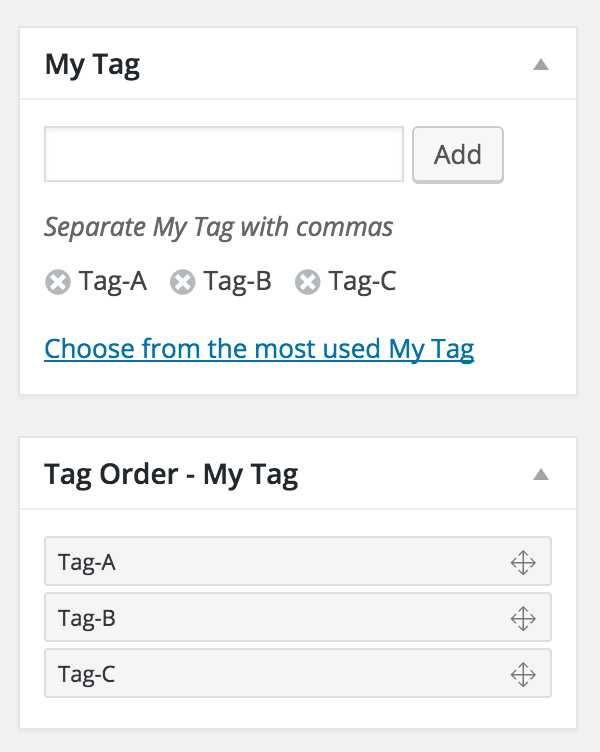 My Tag
Add
Separate My Tag with commas
Tag-A Tag-B Tag-C
Choose from the most used My Tag
Tag Order - My Tag
Tag-A
Tag-B
Tag-C